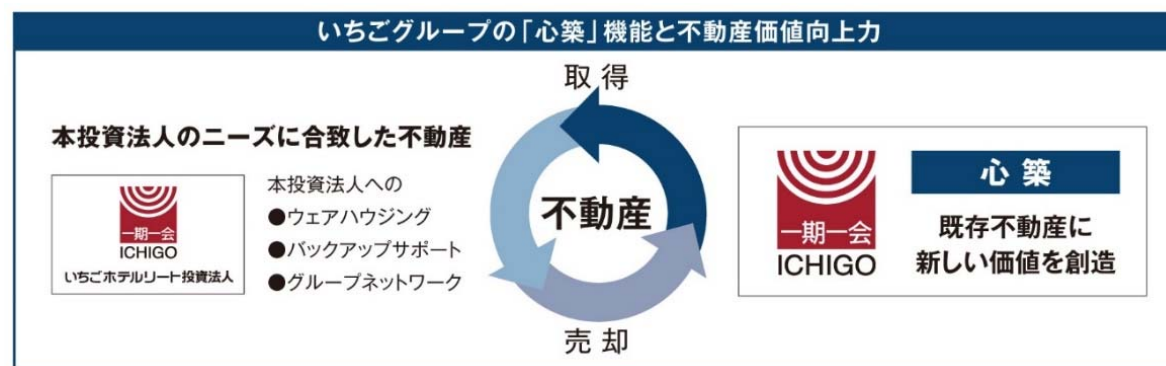 いちごグループの「心築」機能と不動産価値向上力
取得
本投資法人のニーズに合致した不動産
一期一会
ICHIGO
いちごホテルリート投資法人
本投資法人への
●ウェアハウジング
●バックアップサポート
●グループネットワーク
不動産
売却
一期一会
ICHIGO
心築
既存不動産に
新しい価値を創造